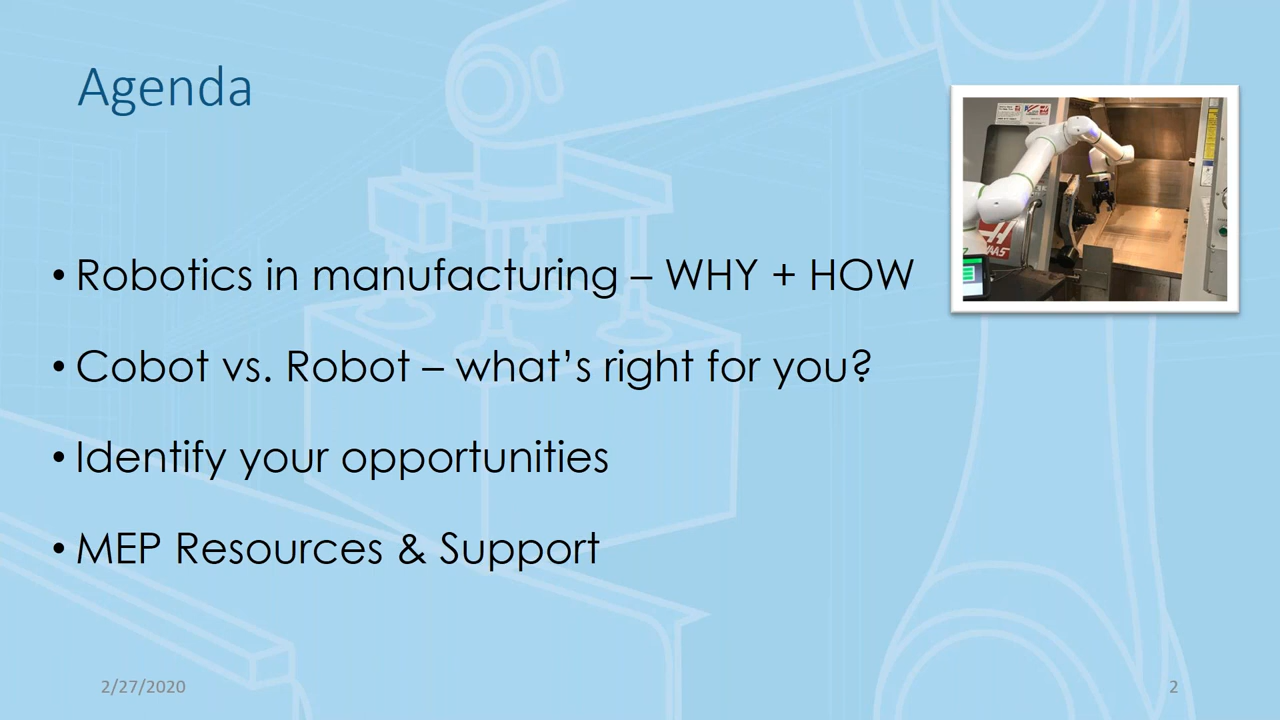 Agenda
• Robotics in manufacturing – WHY + HOW
• Cobot vs. Robot – what’s right for you?
• Identify your opportunities
• MEP Resources & Support
HAAS
2/27/2020
2